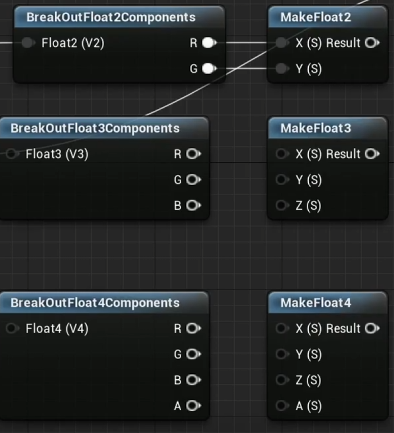 BreakOutFloat2Components
Float2 (V2) R
G
MakeFloat2
X (S) Result
Y (S)
BreakOutFloat3Components
Float3 (V3) R
G
B
MakeFloat3
X (S) Result
Y (S)
Z (S)
BreakOutFloat4Components
Float4 (V4) R
G
B
A
MakeFloat4
X (S) Result
Y (S)
Z (S)
A (S)